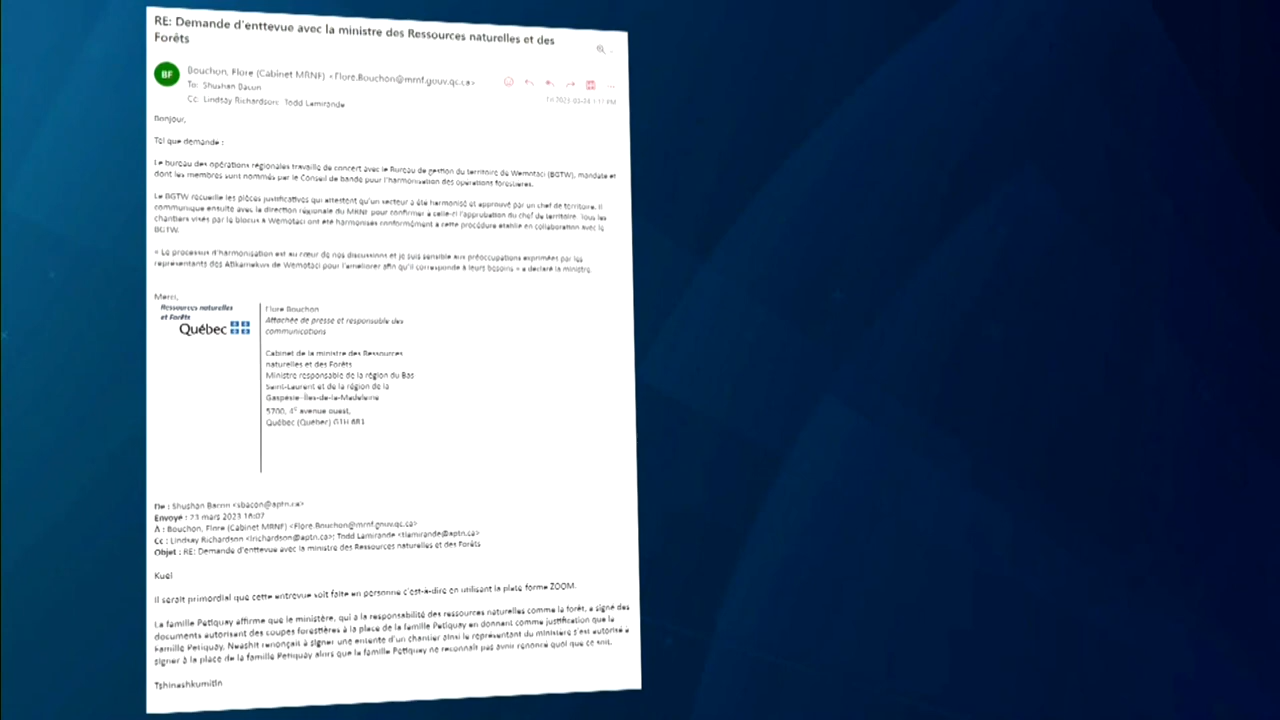 RE: Demande d'enttevue avec la ministre des Ressources naturelles et des
Forêts
BF
Bouchon, Flore (Cabinet MRNF) <Flore.Bouchon@mrnf.gouv.qc.ca>
To: Shushan Bacon
Cc: Lindsay Richardson; Todd Lamirande
Bonjour,
Tel que demande :
Le bureau des opérations régionales travaille de concert avec le Bureau de gestion du territoire de Wemotaci (BGTW), mandaté et
dont les membres sont nommés par le Conseil de bande pour l'harmonisation des opérations forestières.
Le BGTW recueille les pièces justificatives qui attestent qu'un secteur a été harmonisé et approuvé par un chef de territoire. Il
communique ensuite avec la direction régionale du MRNF pour confirmer à celle-ci l'approbation du chef de territoire. Tous les
chantiers visés par le blocus à Wemotaci ont été harmonisés conformément à cette procédure établie en collaboration avec le
BGTW.
« Le processus d'harmonisation est au cœur de nos discussions et je suis sensible aux préoccupations exprimées par les
représentants des Atikamekws de Wemotaci pour l'améliorer afin qu'il corresponde à leurs besoins » a déclaré la ministre.
Merci,
Ressources naturelles
et Forêts
Québec
Flore Bouchon
Attachée de presse et responsable des
communications
Cabinet de la ministre des Ressources
naturelles et des Forêts
Ministre responsable de la région du Bas
Saint-Laurent et de la région de la
Gaspésie–Îles-de-la-Madeleine
5700, 4e avenue ouest,
Québec (Québec) G1H 6R1
De : Shushan Bacon <sbacon@aptn.ca>
Envoyé : 23 mars 2023 16:07
À : Bouchon, Flore (Cabinet MRNF) <Flore.Bouchon@mrnf.gouv.qc.ca>
Cc : Lindsay Richardson <lrichardson@aptn.ca>; Todd Lamirande <tlamirande@aptn.ca>
Objet : RE: Demande d'enttevue avec la ministre des Ressources naturelles et des Forêts
Kuei
Il serait primordial que cette entrevue soit faite en personne c'est-à-dire en utilisant la plate forme ZOOM.
La famille Petiquay affirme que le ministère, qui a la responsabilité des ressources naturelles comme la forêt, a signé des
documents autorisant des coupes forestières à la place de la famille Petiquay en donnant comme justification que la
famille Petiquay, Nwashit renonçait à signer une entente d'un chantier ainsi le représentant du ministère s'est autorisé à
signer à la place de la famille Petiquay alors que la famille Petiquay ne reconnaît pas avoir renoncé quoi que ce soit.
Tshinashkumitin